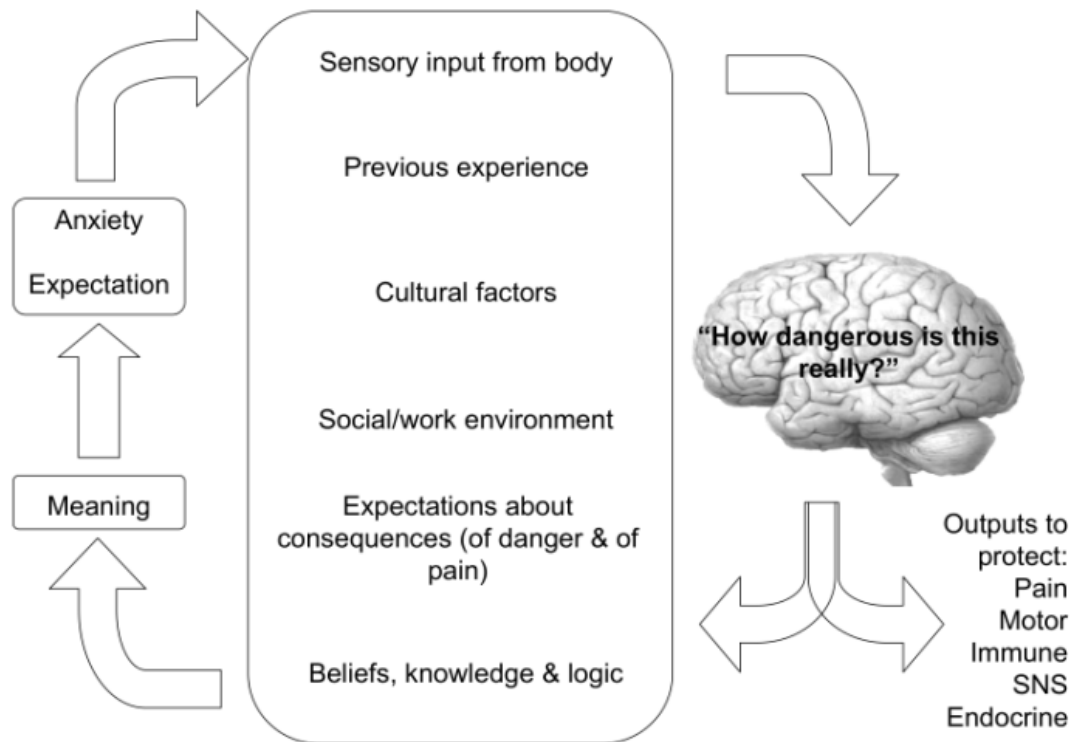 Sensory input from body
Previous experience
Cultural factors
Social/work environment
Expectations about
consequences (of danger & of
pain)
Beliefs, knowledge & logic
Anxiety
Expectation
Meaning
“How dangerous is this
really?”
Outputs to
protect:
Pain
Motor
Immune
SNS
Endocrine